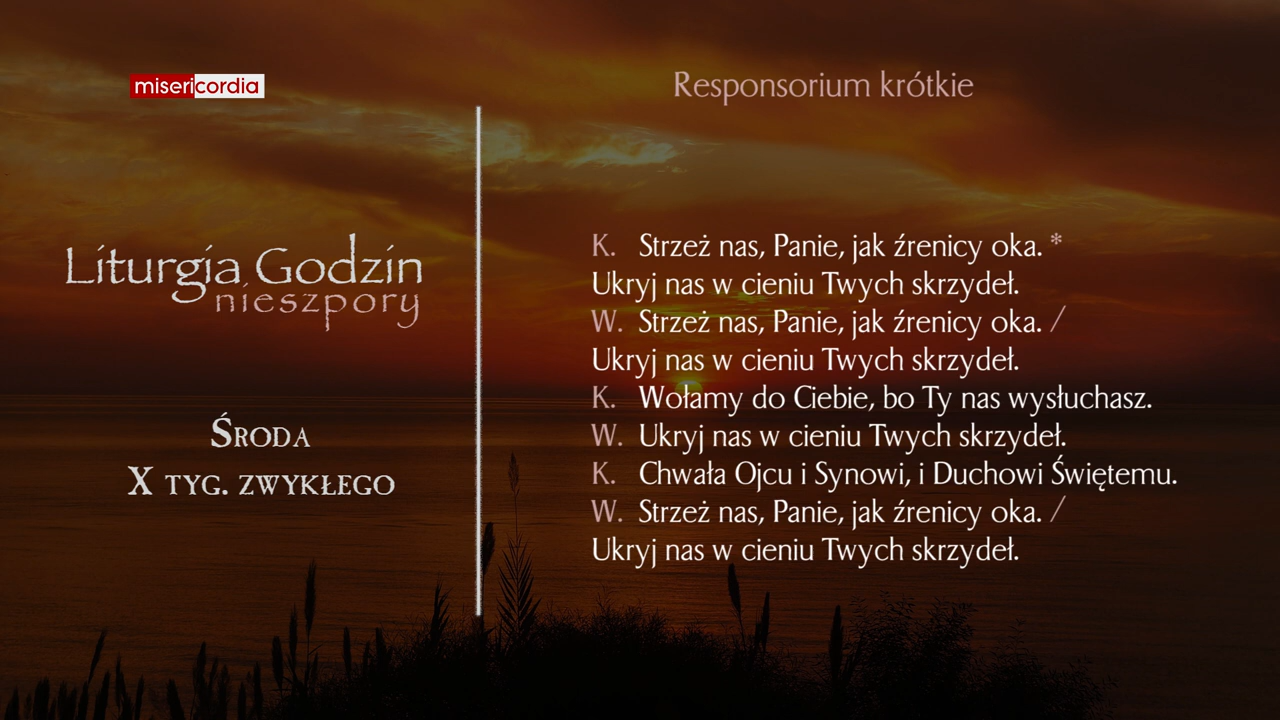 misericordia
Liturgia Godzin
nieszpory
Środa
X tyg. zwykłego
Responsorium krótkie
K. Strzeż nas, Panie, jak źrenicy oka. *
Ukryj nas w cieniu Twych skrzydeł.
W. Strzeż nas, Panie, jak źrenicy oka. /
Ukryj nas w cieniu Twych skrzydeł.
K. Wołamy do Ciebie, bo Ty nas wysłuchasz.
W. Ukryj nas w cieniu Twych skrzydeł.
K. Chwała Ojcu i Synowi, i Duchowi Świętemu.
W. Strzeż nas, Panie, jak źrenicy oka. /
Ukryj nas w cieniu Twych skrzydeł.